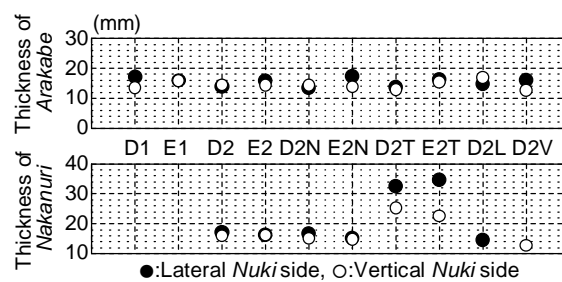 (mm)
Thickness of
Arakabe
30
20
10
0
D1 E1 D2 E2 D2N E2N D2T E2T D2L D2V
Thickness of
Nakanuri
40
30
20
10
●:Lateral Nuki side, ○:Vertical Nuki side